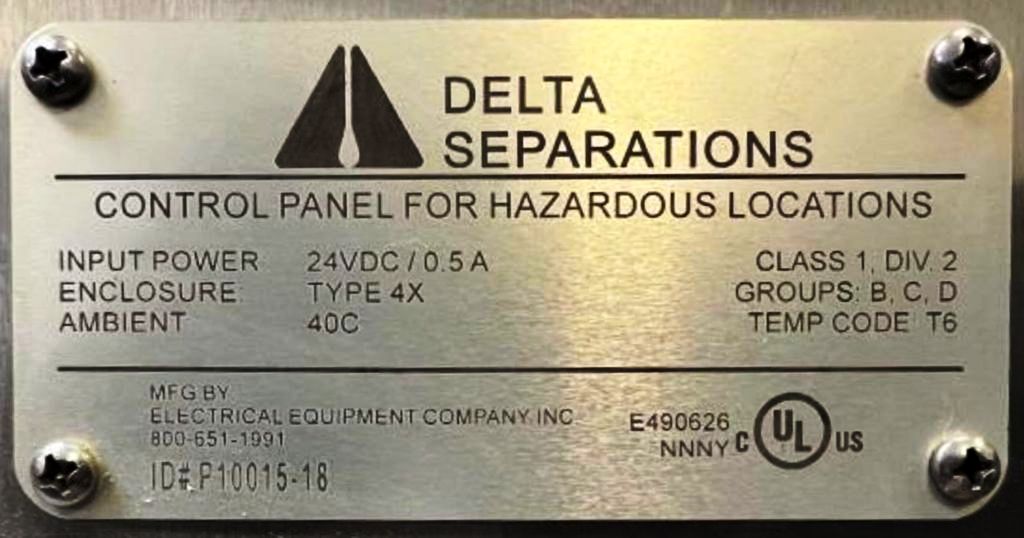 DELTA
SEPARATIONS
CONTROL PANEL FOR HAZARDOUS LOCATIONS
INPUT POWER 24VDC / 0.5 A CLASS 1, DIV. 2
ENCLOSURE: TYPE 4X GROUPS: B, C, D
AMBIENT 40C TEMP CODE T6
MFG BY
ELECTRICAL EQUIPMENT COMPANY, INC
800-651-1991
ID# P10015-18
E490626
NNNY C UL US